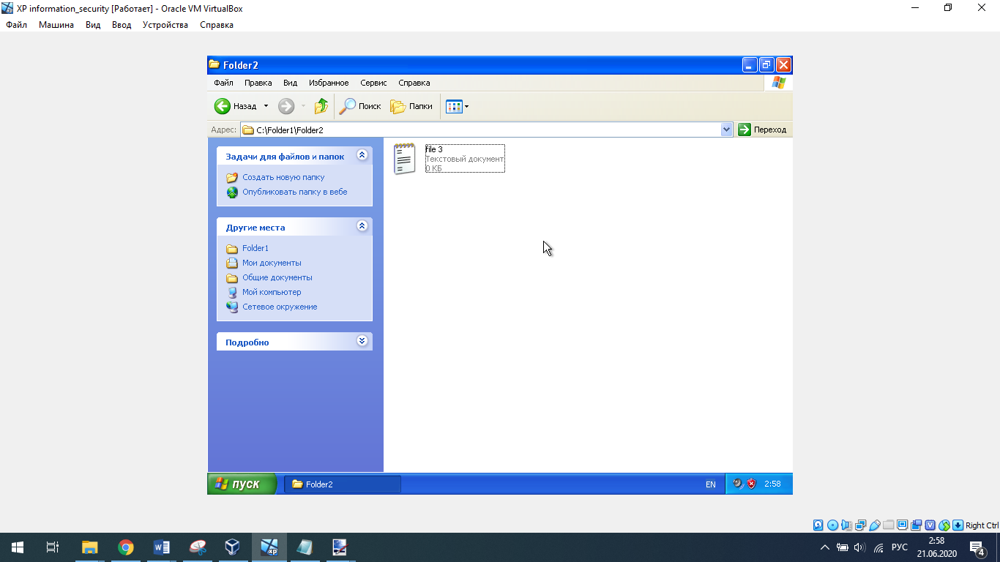 XP information_security [Работает] - Oracle VM VirtualBox
Файл Машина Вид Ввод Устройства Справка
Folder2
Файл Правка Вид Избранное Сервис Справка
Назад Поиск Папки
Адрес: C:\Folder1\Folder2 Переход
Задачи для файлов и папок
Создать новую папку
Опубликовать папку в вебе
Другие места
Folder1
Мои документы
Общие документы
Мой компьютер
Сетевое окружение
Подробно
file 3
Текстовый документ
0 КБ
пуск Folder2 EN 2:58
Right Ctrl
XP
РУС
2:58
21.06.2020
4